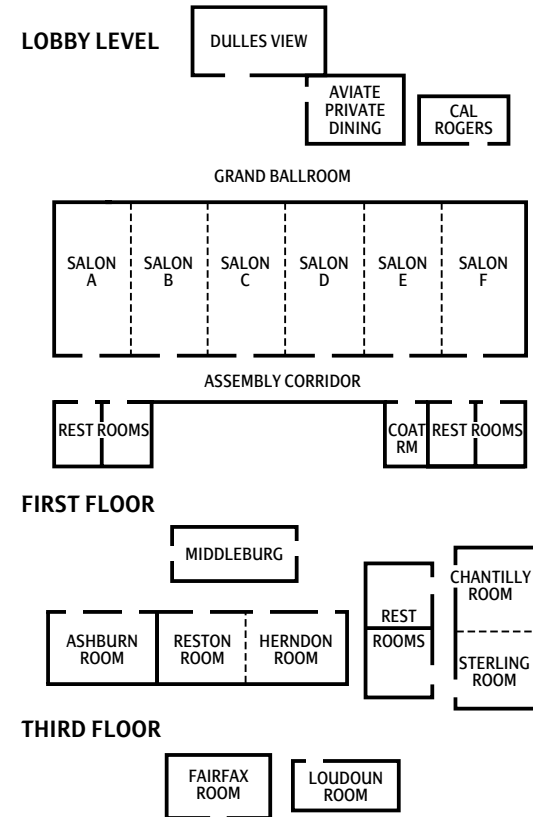 LOBBY LEVEL
DULLES VIEW
AVIATE
PRIVATE
DINING
CAL
ROGERS
GRAND BALLROOM
SALON
A
SALON
B
SALON
C
SALON
D
SALON
E
SALON
F
ASSEMBLY CORRIDOR
REST ROOMS
COAT
RM
REST ROOMS
FIRST FLOOR
MIDDLEBURG
ASHBURN
ROOM
RESTON
ROOM
HERNDON
ROOM
REST
ROOMS
CHANTILLY
ROOM
STERLING
ROOM
THIRD FLOOR
FAIRFAX
ROOM
LOUDOUN
ROOM